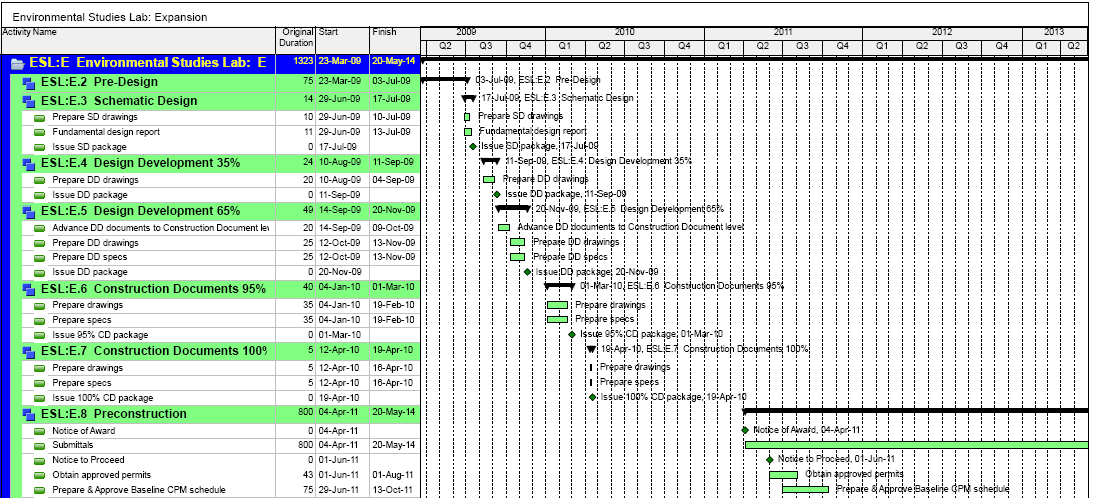 Environmental Studies Lab: Expansion
Activity Name Original Duration Start Finish 2009 2010 2011 2012 2013
Q2 Q3 Q4 Q1 Q2 Q3 Q4 Q1 Q2 Q3 Q4 Q1 Q2 Q3 Q4 Q1 Q2
ESL:E Environmental Studies Lab: E 1323 23-Mar-09 20-May-14
ESL:E.2 Pre-Design 75 23-Mar-09 03-Jul-09 03-Jul-09, ESL:E.2 Pre-Design
ESL:E.3 Schematic Design 14 29-Jun-09 17-Jul-09 17-Jul-09, ESL:E.3 Schematic Design
Prepare SD drawings 10 29-Jun-09 10-Jul-09 Prepare SD drawings
Fundamental design report 11 29-Jun-09 13-Jul-09 Fundamental design report
Issue SD package 0 17-Jul-09 Issue SD package, 17-Jul-09
ESL:E.4 Design Development 35% 24 10-Aug-09 11-Sep-09 11-Sep-09, ESL:E.4 Design Development 35%
Prepare DD drawings 20 10-Aug-09 04-Sep-09 Prepare DD drawings
Issue DD package 0 11-Sep-09 Issue DD package, 11-Sep-09
ESL:E.5 Design Development 65% 49 14-Sep-09 20-Nov-09 20-Nov-09, ESL:E.5 Design Development 65%
Advance DD documents to Construction Document lev 20 14-Sep-09 09-Oct-09 Advance DD documents to Construction Document level
Prepare DD drawings 25 12-Oct-09 13-Nov-09 Prepare DD drawings
Prepare DD specs 25 12-Oct-09 13-Nov-09 Prepare DD specs
Issue DD package 0 20-Nov-09 Issue DD package, 20-Nov-09
ESL:E.6 Construction Documents 95% 40 04-Jan-10 01-Mar-10 01-Mar-10, ESL:E.6 Construction Documents 95%
Prepare drawings 35 04-Jan-10 19-Feb-10 Prepare drawings
Prepare specs 35 04-Jan-10 19-Feb-10 Prepare specs
Issue 95% CD package 0 01-Mar-10 Issue 95% CD package, 01-Mar-10
ESL:E.7 Construction Documents 100% 5 12-Apr-10 19-Apr-10 19-Apr-10, ESL:E.7 Construction Documents 100%
Prepare drawings 5 12-Apr-10 16-Apr-10 Prepare drawings
Prepare specs 5 12-Apr-10 16-Apr-10 Prepare specs
Issue 100% CD package 0 19-Apr-10 Issue 100% CD package, 19-Apr-10
ESL:E.8 Preconstruction 800 04-Apr-11 20-May-14
Notice of Award 0 04-Apr-11 Notice of Award, 04-Apr-11
Submittals 800 04-Apr-11 20-May-14
Notice to Proceed 0 01-Jun-11 Notice to Proceed, 01-Jun-11
Obtain approved permits 43 01-Jun-11 01-Aug-11 Obtain approved permits
Prepare & Approve Baseline CPM schedule 75 29-Jun-11 13-Oct-11 Prepare & Approve Baseline CPM schedule